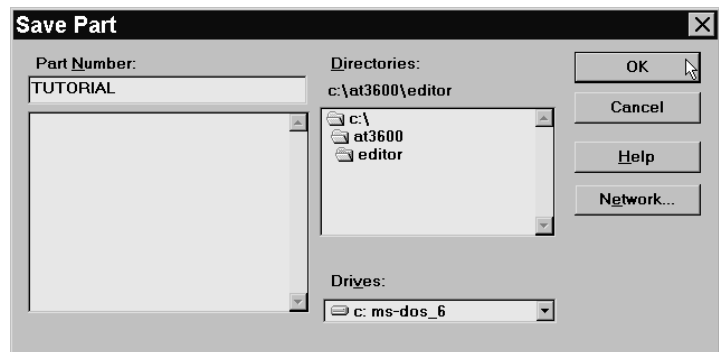 Save Part
Part Number:
TUTORIAL
Directories:
c:\at3600\editor
c:\
at3600
editor
Drives:
c: ms-dos_6
OK
Cancel
Help
Network...